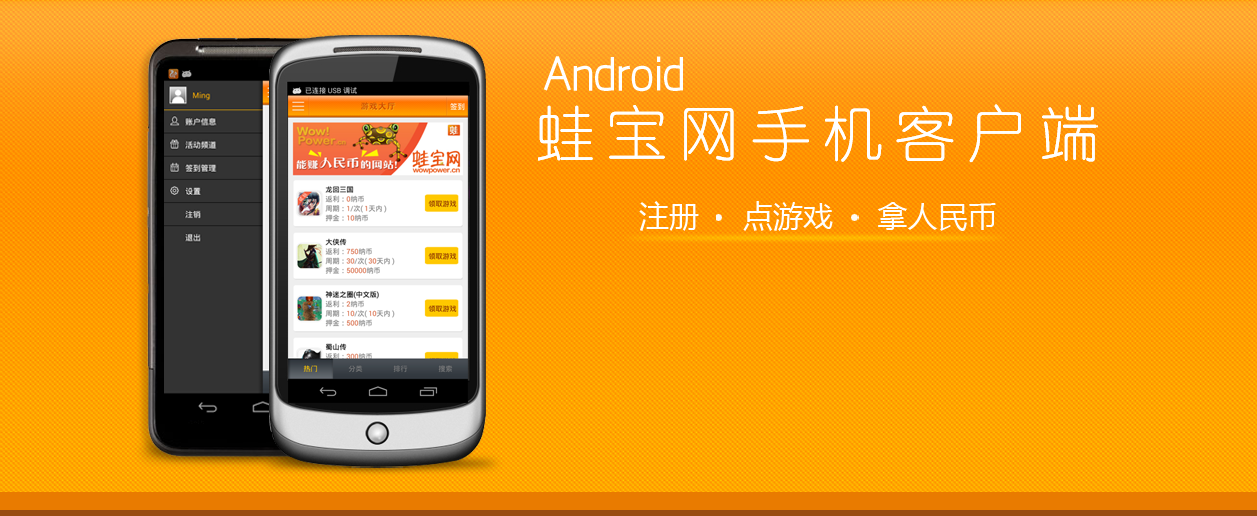 Android
蛙宝网手机客户端
注册 · 点游戏 · 拿人民币
Ming
账户信息
活动频道
签到管理
设置
注销
退出
已连接 USB 调试
游戏大厅
签到
Wow!
Power.cn
蛙
能赚人民币的网站!
蛙宝网
wowpower.cn
龙回三国
返利：0纳币
周期：1/次(1天内)
押金：10纳币
领取游戏
大侠传
返利：750纳币
周期：30/次(30天内)
押金：50000纳币
领取游戏
神迷之圈(中文版)
返利：2纳币
周期：10/次(10天内)
押金：500纳币
领取游戏
蜀山传
返利：300纳币
热门
分类
排行
搜索